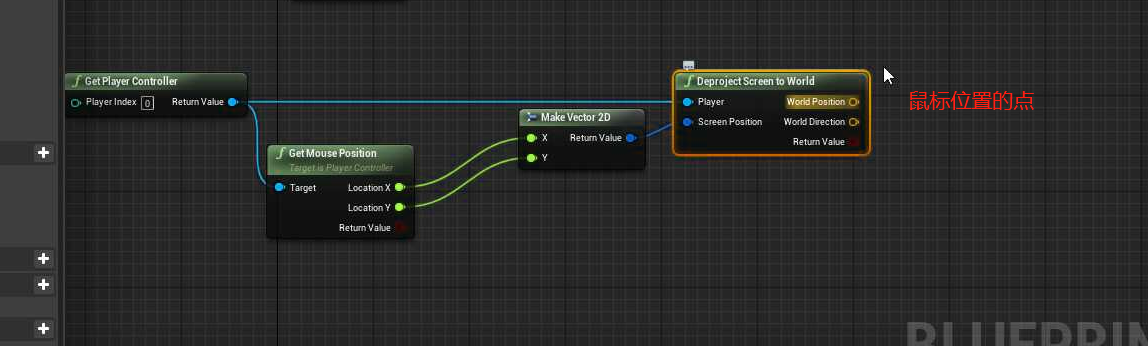 Get Player Controller
Player Index 0 Return Value
Get Mouse Position
Target is Player Controller
Target Location X
Location Y
Return Value
Make Vector 2D
X Return Value
Y
Deproject Screen to World
Player World Position
Screen Position World Direction
Return Value
鼠标位置的点